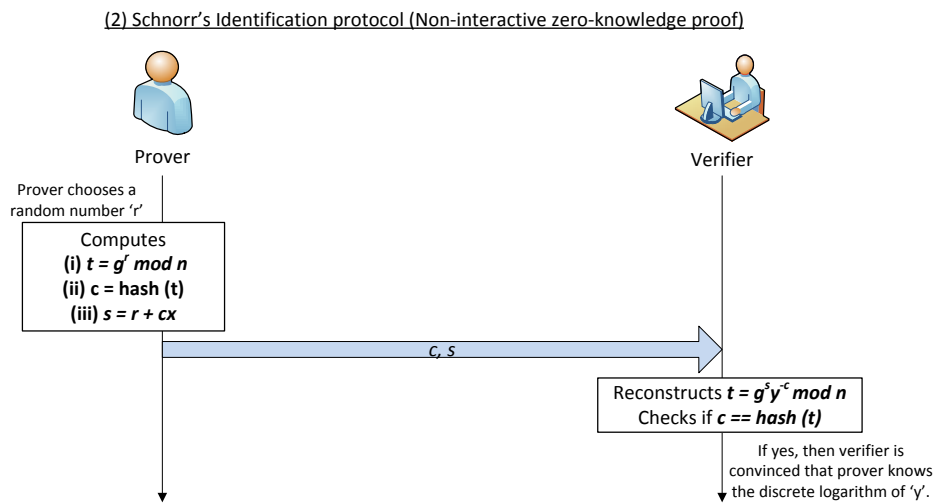 (2) Schnorr's Identification protocol (Non-interactive zero-knowledge proof)
Prover
Verifier
Prover chooses a
random number 'r'
Computes
(i) t = gʳ mod n
(ii) c = hash (t)
(iii) s = r + cx
c, s
Reconstructs t = gˢy⁻ᶜ mod n
Checks if c == hash (t)
If yes, then verifier is
convinced that prover knows
the discrete logarithm of 'y'.